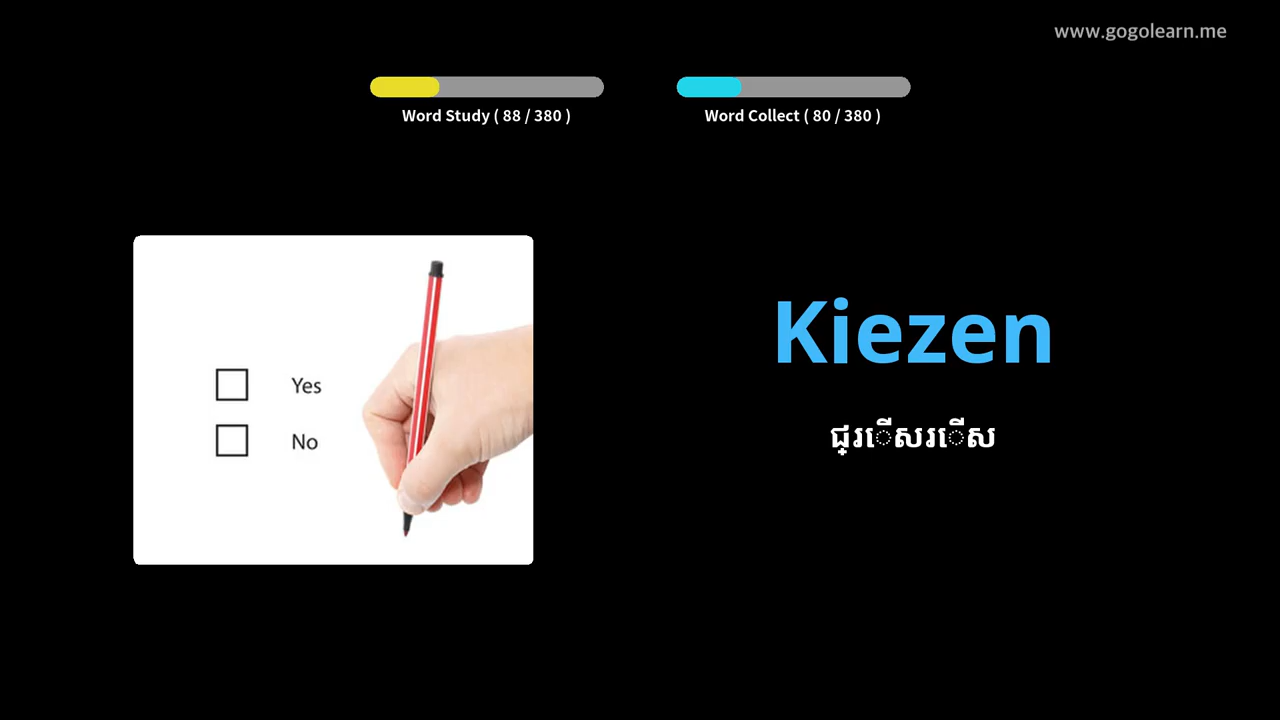 www.gogolearn.me
Word Study ( 88 / 380 )
Word Collect ( 80 / 380 )
Yes
No
Kiezen
ជ្រើសរើស